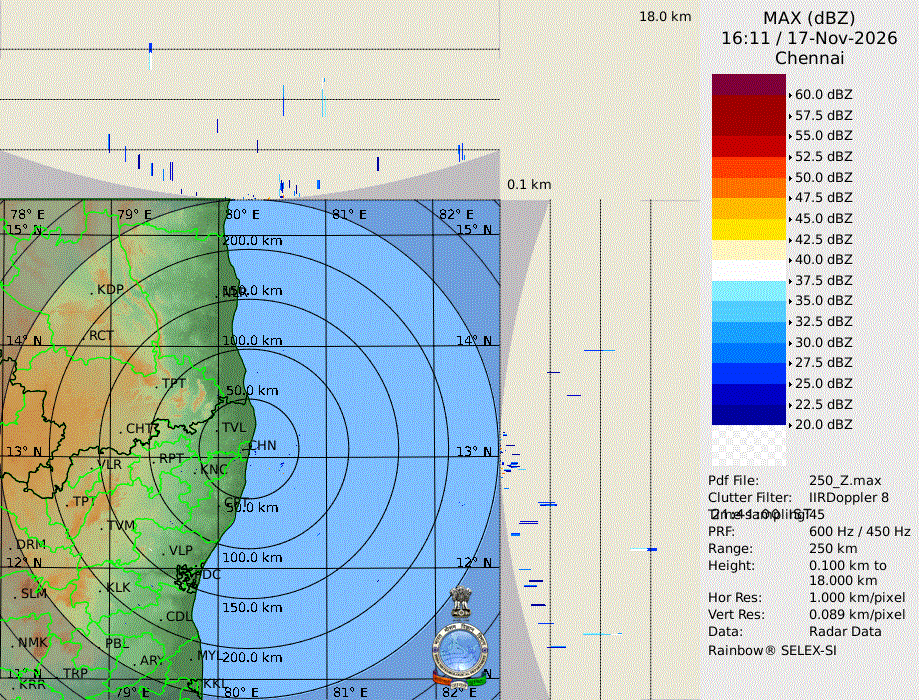 18.0 km
0.1 km
MAX (dBZ)
16:11 / 17-Nov-2026
Chennai
60.0 dBZ
57.5 dBZ
55.0 dBZ
52.5 dBZ
50.0 dBZ
47.5 dBZ
45.0 dBZ
42.5 dBZ
40.0 dBZ
37.5 dBZ
35.0 dBZ
32.5 dBZ
30.0 dBZ
27.5 dBZ
25.0 dBZ
22.5 dBZ
20.0 dBZ
Pdf File: 250_Z.max
Clutter Filter: IIRDoppler 8
PRF: 600 Hz / 450 Hz
Range: 250 km
Height: 0.100 km to
18.000 km
Hor Res: 1.000 km/pixel
Vert Res: 0.089 km/pixel
Data: Radar Data
Rainbow® SELEX-SI
78° E 79° E 80° E 81° E 82° E
15° N 15° N
200.0 km
KDP
150.0 km
RCT
14° N 100.0 km 14° N
TPT
50.0 km
CHT TVL
CHN
13° N 13° N
VLR RPT KNC
TPT
50.0 km
TVM
DRM VLP
100.0 km
12° N 12° N
PDC
SLM KLK
150.0 km
CDL
NMK PBL
ARY MYL 200.0 km
TRP
11° N
KRR KKL
79° E 80° E 81° E 82° E